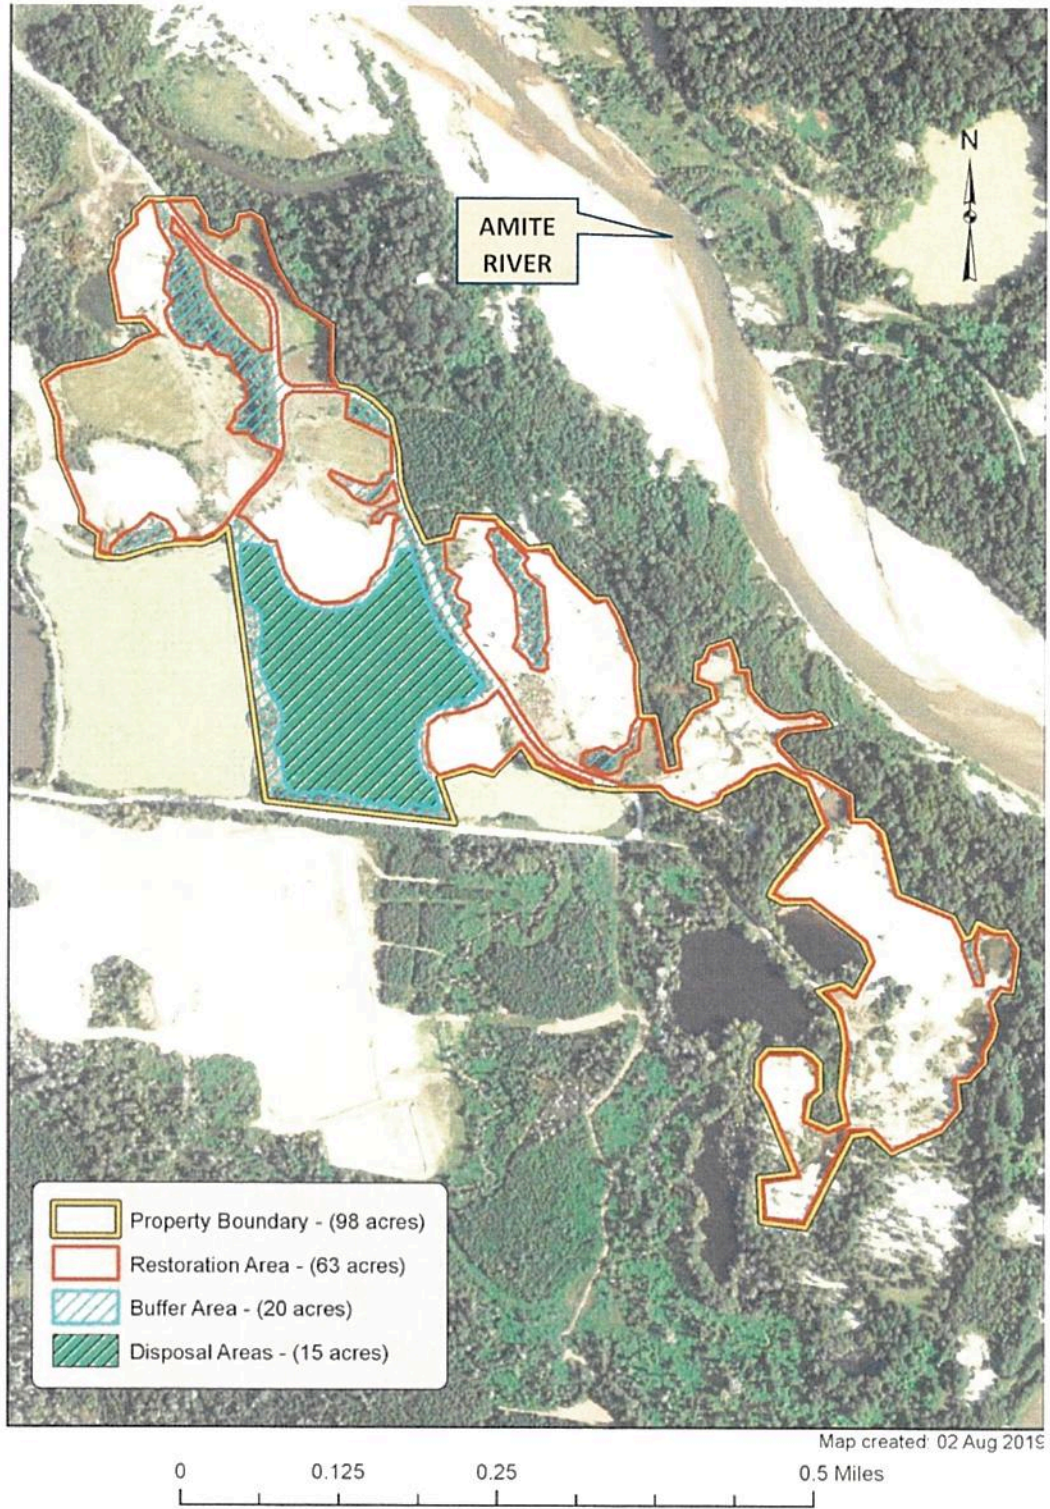 N
AMITE
RIVER
Property Boundary - (98 acres)
Restoration Area - (63 acres)
Buffer Area - (20 acres)
Disposal Areas - (15 acres)
Map created: 02 Aug 2019
0 0.125 0.25 0.5 Miles